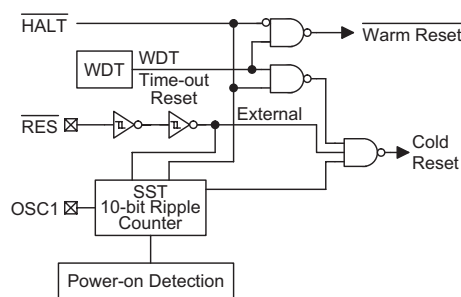 HALT
Warm Reset
WDT
WDT
Time-out
Reset
RES
External
Cold
Reset
OSC1
SST
10-bit Ripple
Counter
Power-on Detection